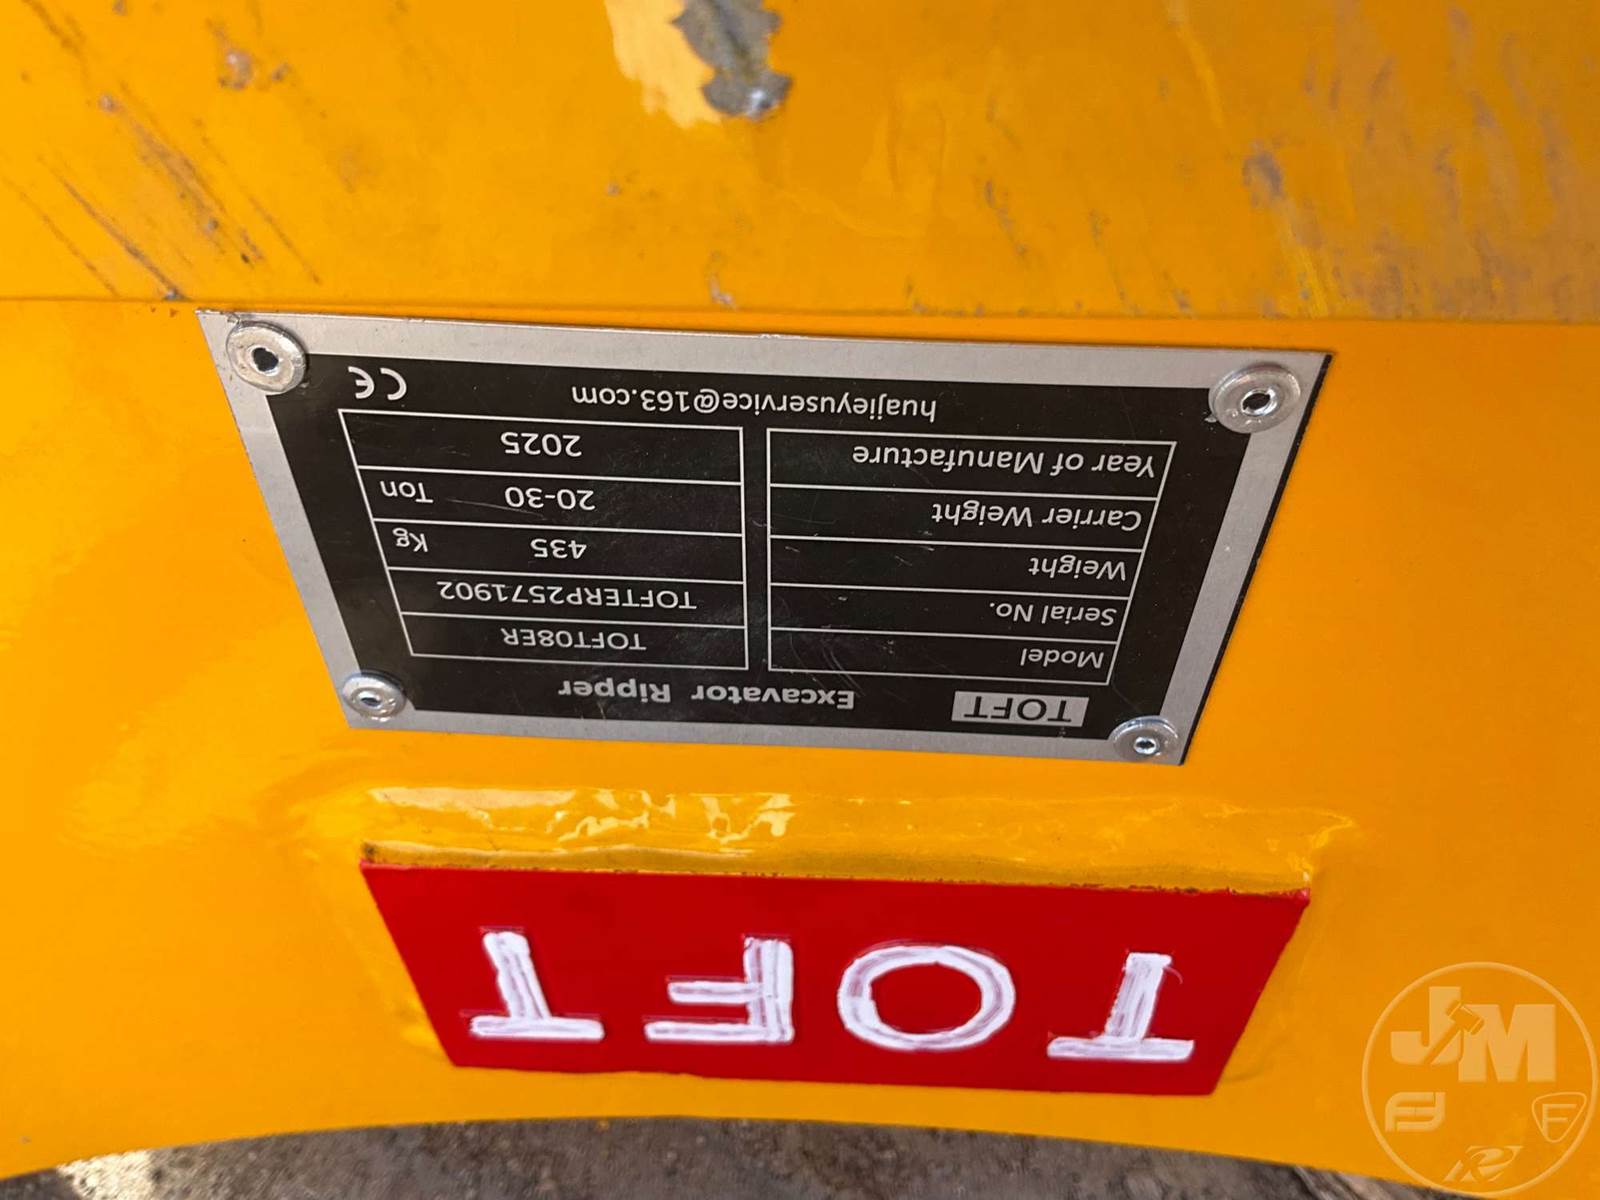 TOFT Excavator Ripper
Model TOFT08ER
Serial No. TOFTERP2571902
Weight 435 Kg
Carrier Weight 20-30 Ton
Year of Manufacture 2025
huajieyuservice@163.com CE
TOFT
JM